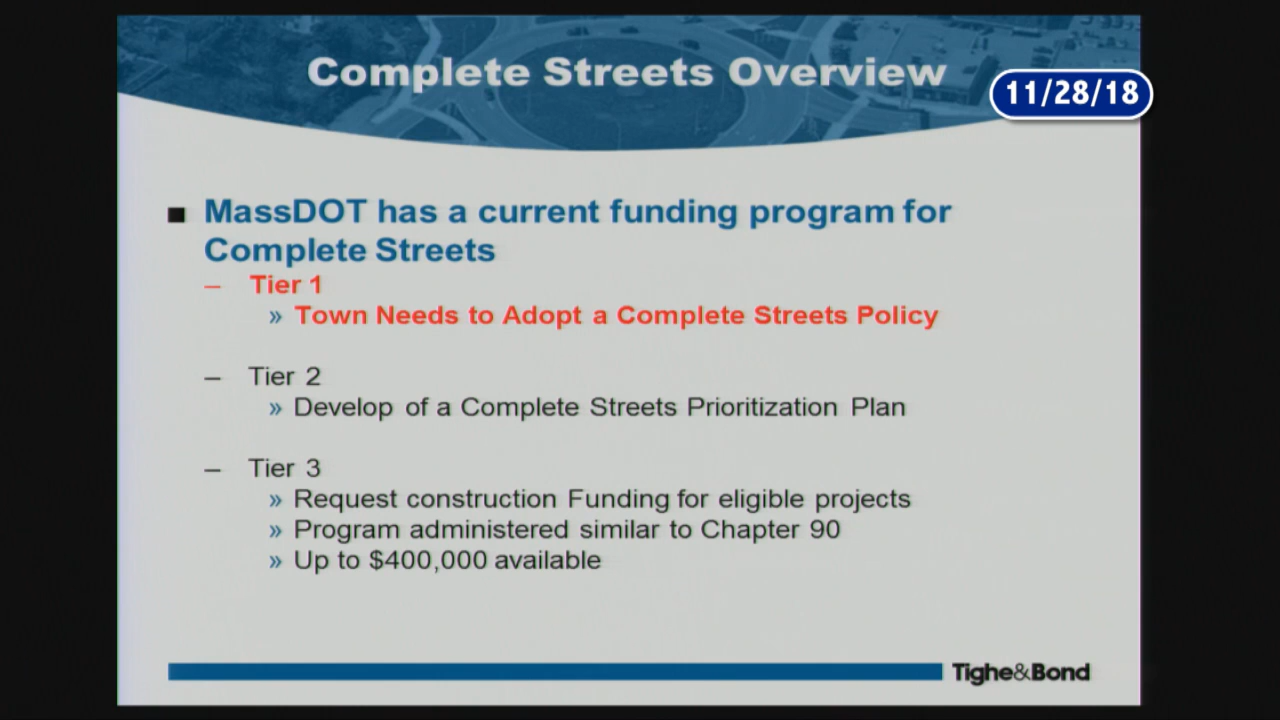 Complete Streets Overview
11/28/18
■ MassDOT has a current funding program for
Complete Streets
– Tier 1
» Town Needs to Adopt a Complete Streets Policy
– Tier 2
» Develop of a Complete Streets Prioritization Plan
– Tier 3
» Request construction Funding for eligible projects
» Program administered similar to Chapter 90
» Up to $400,000 available
Tighe&Bond